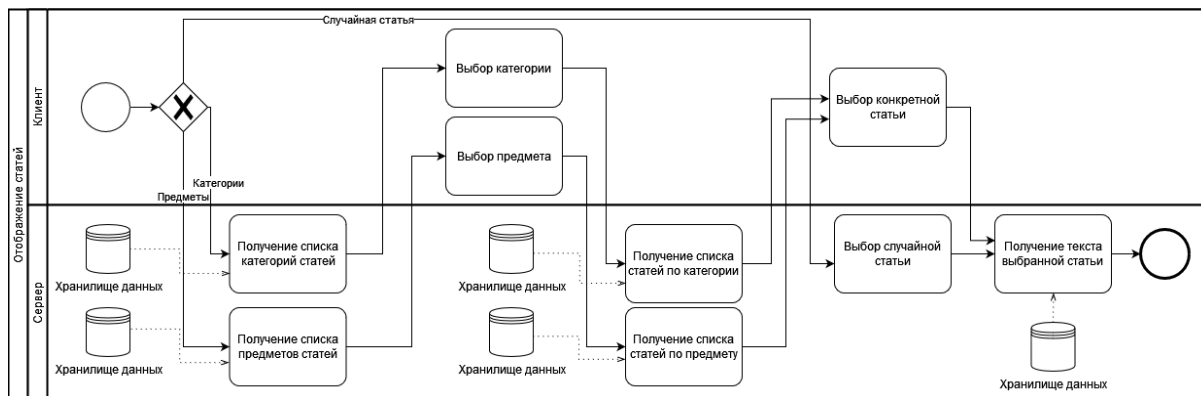 Отображение статей
Клиент
Сервер
Случайная статья
Выбор категории
Выбор предмета
Выбор конкретной
статьи
Категории
Предметы
Хранилище данных
Получение списка
категорий статей
Хранилище данных
Получение списка
предметов статей
Хранилище данных
Получение списка
статей по категории
Хранилище данных
Получение списка
статей по предмету
Выбор случайной
статьи
Получение текста
выбранной статьи
Хранилище данных